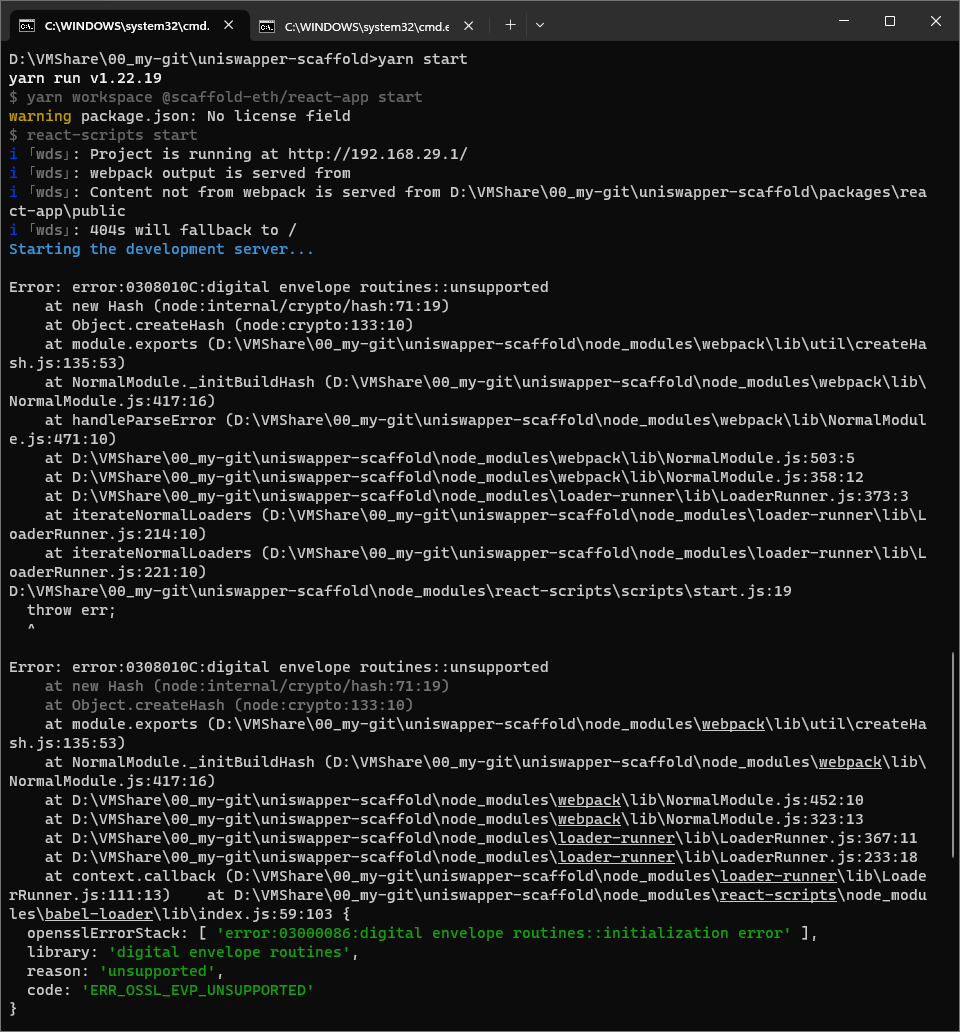 C:\WINDOWS\system32\cmd.
C:\WINDOWS\system32\cmd.e
D:\VMShare\00_my-git\uniswapper-scaffold>yarn start
yarn run v1.22.19
$ yarn workspace @scaffold-eth/react-app start
warning package.json: No license field
$ react-scripts start
i 「wds」: Project is running at http://192.168.29.1/
i 「wds」: webpack output is served from
i 「wds」: Content not from webpack is served from D:\VMShare\00_my-git\uniswapper-scaffold\packages\rea
ct-app\public
i 「wds」: 404s will fallback to /
Starting the development server...
Error: error:0308010C:digital envelope routines::unsupported
    at new Hash (node:internal/crypto/hash:71:19)
    at Object.createHash (node:crypto:133:10)
    at module.exports (D:\VMShare\00_my-git\uniswapper-scaffold\node_modules\webpack\lib\util\createHa
sh.js:135:53)
    at NormalModule._initBuildHash (D:\VMShare\00_my-git\uniswapper-scaffold\node_modules\webpack\lib\
NormalModule.js:417:16)
    at handleParseError (D:\VMShare\00_my-git\uniswapper-scaffold\node_modules\webpack\lib\NormalModul
e.js:471:10)
    at D:\VMShare\00_my-git\uniswapper-scaffold\node_modules\webpack\lib\NormalModule.js:503:5
    at D:\VMShare\00_my-git\uniswapper-scaffold\node_modules\webpack\lib\NormalModule.js:358:12
    at D:\VMShare\00_my-git\uniswapper-scaffold\node_modules\loader-runner\lib\LoaderRunner.js:373:3
    at iterateNormalLoaders (D:\VMShare\00_my-git\uniswapper-scaffold\node_modules\loader-runner\lib\L
oaderRunner.js:214:10)
    at iterateNormalLoaders (D:\VMShare\00_my-git\uniswapper-scaffold\node_modules\loader-runner\lib\L
oaderRunner.js:221:10)
D:\VMShare\00_my-git\uniswapper-scaffold\node_modules\react-scripts\scripts\start.js:19
  throw err;
  ^
Error: error:0308010C:digital envelope routines::unsupported
    at new Hash (node:internal/crypto/hash:71:19)
    at Object.createHash (node:crypto:133:10)
    at module.exports (D:\VMShare\00_my-git\uniswapper-scaffold\node_modules\webpack\lib\util\createHa
sh.js:135:53)
    at NormalModule._initBuildHash (D:\VMShare\00_my-git\uniswapper-scaffold\node_modules\webpack\lib\
NormalModule.js:417:16)
    at D:\VMShare\00_my-git\uniswapper-scaffold\node_modules\webpack\lib\NormalModule.js:452:10
    at D:\VMShare\00_my-git\uniswapper-scaffold\node_modules\webpack\lib\NormalModule.js:323:13
    at D:\VMShare\00_my-git\uniswapper-scaffold\node_modules\loader-runner\lib\LoaderRunner.js:367:11
    at D:\VMShare\00_my-git\uniswapper-scaffold\node_modules\loader-runner\lib\LoaderRunner.js:233:18
    at context.callback (D:\VMShare\00_my-git\uniswapper-scaffold\node_modules\loader-runner\lib\Loade
rRunner.js:111:13)    at D:\VMShare\00_my-git\uniswapper-scaffold\node_modules\react-scripts\node_modu
les\babel-loader\lib\index.js:59:103 {
  opensslErrorStack: [ 'error:03000086:digital envelope routines::initialization error' ],
  library: 'digital envelope routines',
  reason: 'unsupported',
  code: 'ERR_OSSL_EVP_UNSUPPORTED'
}